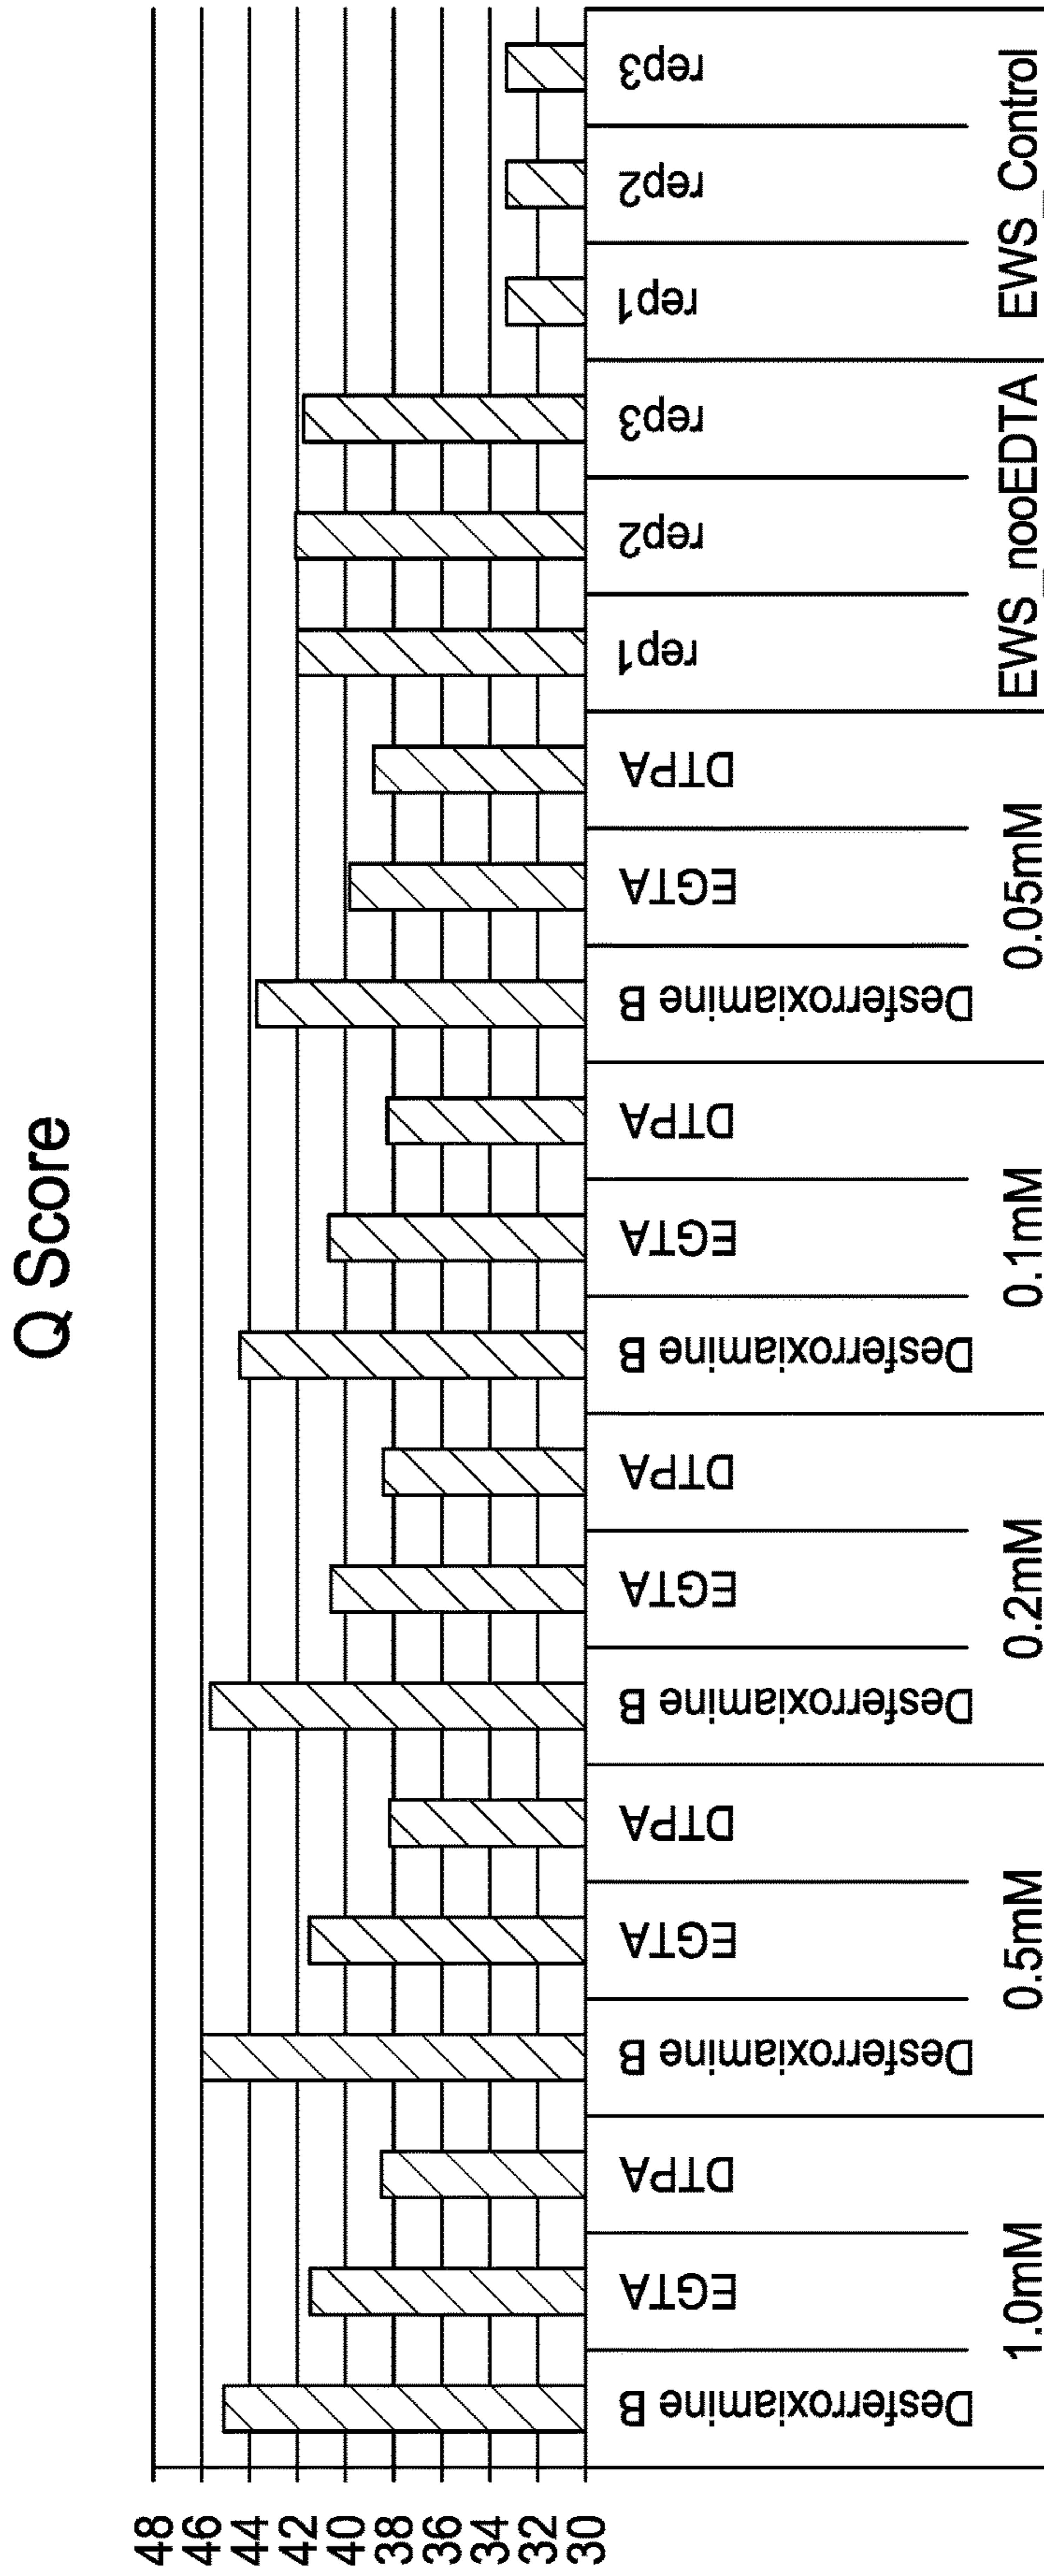 Q Score
48
46
44
42
40
38
36
34
32
30
Desferroxiamine B
EGTA
DTPA
Desferroxiamine B
EGTA
DTPA
Desferroxiamine B
EGTA
DTPA
Desferroxiamine B
EGTA
DTPA
Desferroxiamine B
EGTA
DTPA
rep1
rep2
rep3
rep1
rep2
rep3
1.0mM
0.5mM
0.2mM
0.1mM
0.05mM
EWS_nooEDTA
EWS_Control